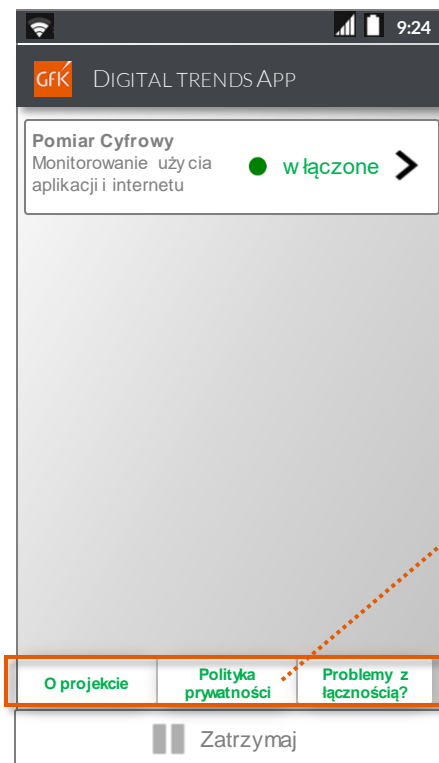 9:24
GFK DIGITAL TRENDS APP
Pomiar Cyfrowy
Monitorowanie użycia
aplikacji i internetu
włączone
O projekcie
Polityka
prywatności
Problemy z
łącznością?
Zatrzymaj